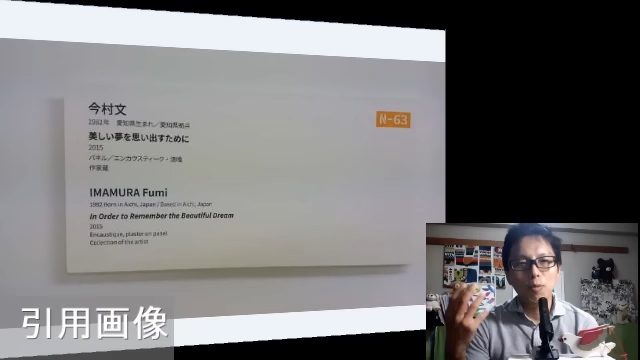 今村文
1982年 愛知県生まれ／愛知県拠点
美しい夢を思い出すために
2015
パネル／エンカウスティーク・漆喰
作家蔵
N-63
IMAMURA Fumi
1982 Born in Aichi, Japan / Based in Aichi, Japan
In Order to Remember the Beautiful Dream
2015
Encaustique, plaster on panel
Collection of the artist
引用画像